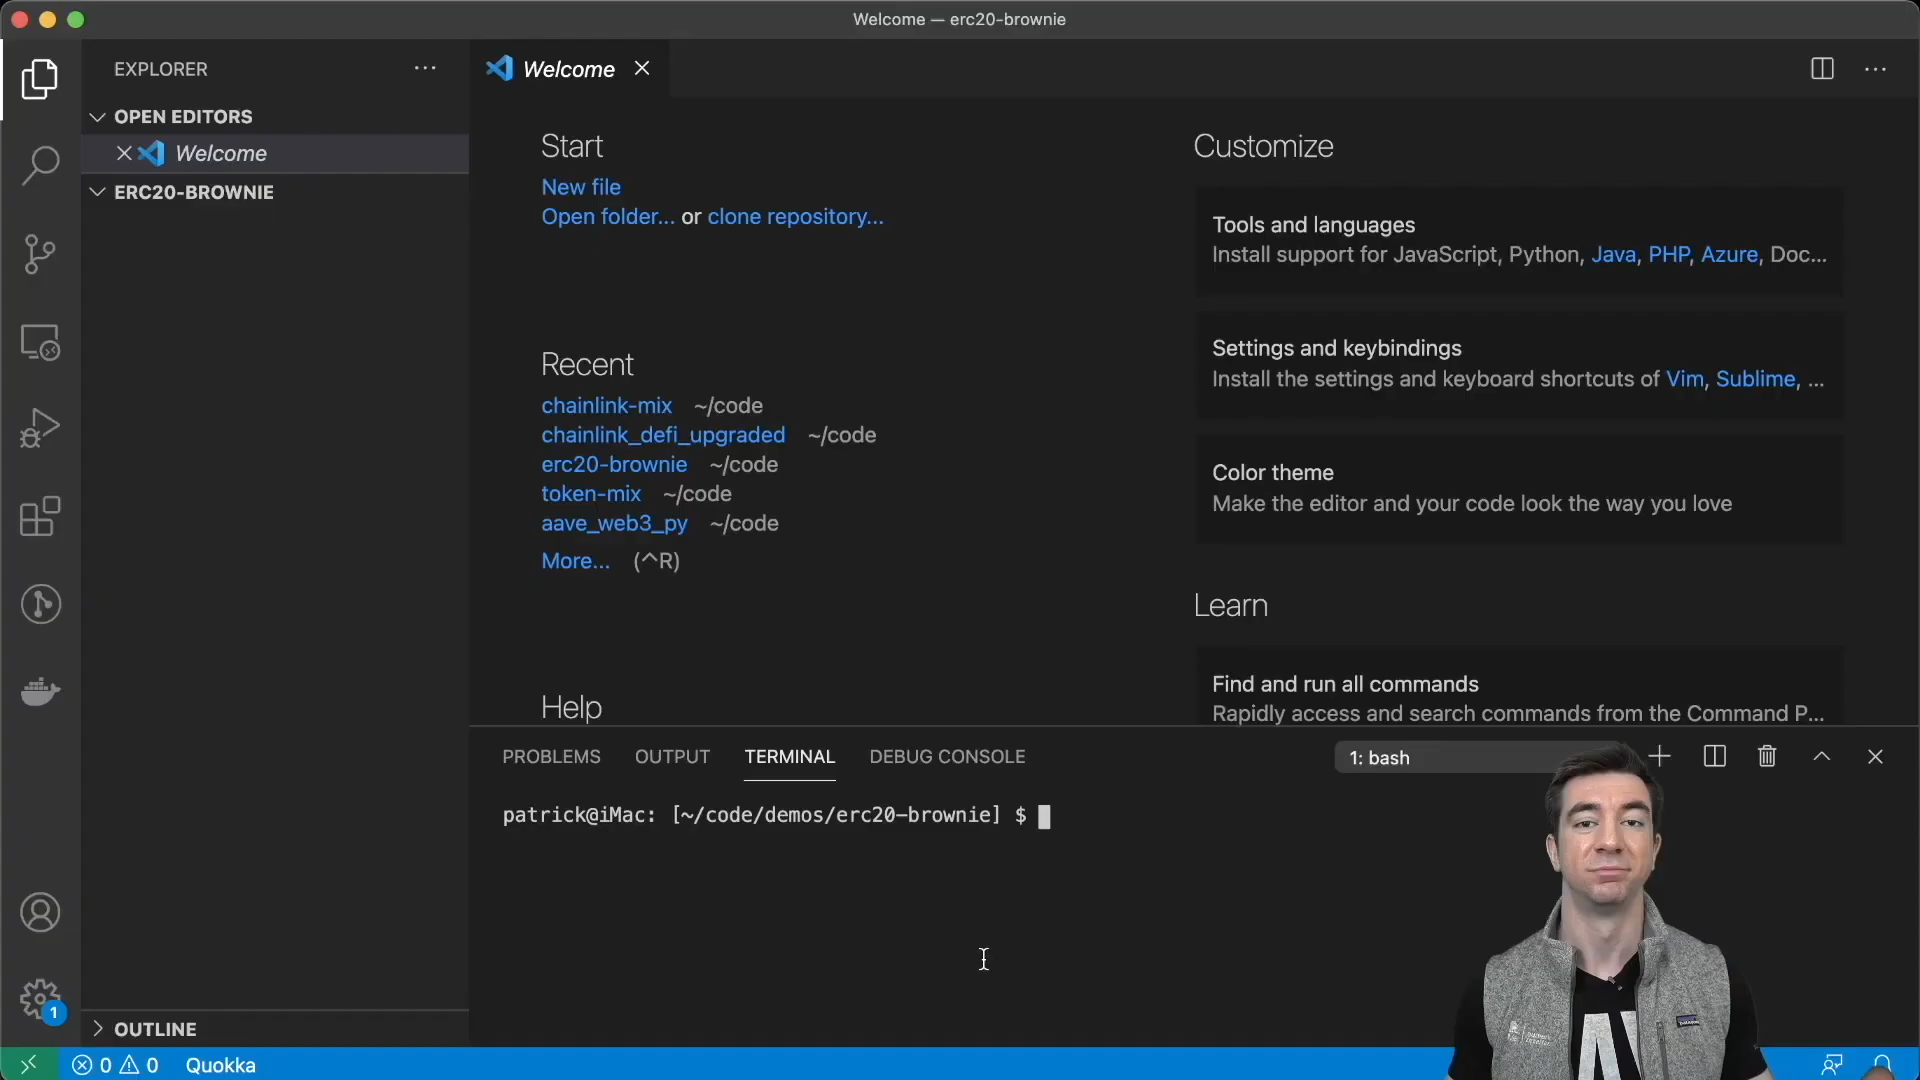 Welcome — erc20-brownie
EXPLORER
OPEN EDITORS
Welcome
ERC20-BROWNIE
OUTLINE
Welcome
Start
New file
Open folder... or clone repository...
Recent
chainlink-mix ~/code
chainlink_defi_upgraded ~/code
erc20-brownie ~/code
token-mix ~/code
aave_web3_py ~/code
More... (^R)
Help
Customize
Tools and languages
Install support for JavaScript, Python, Java, PHP, Azure, Doc...
Settings and keybindings
Install the settings and keyboard shortcuts of Vim, Sublime, ...
Color theme
Make the editor and your code look the way you love
Learn
Find and run all commands
Rapidly access and search commands from the Command P...
PROBLEMS OUTPUT TERMINAL DEBUG CONSOLE
1: bash
patrick@iMac: [~/code/demos/erc20-brownie] $
1
0 0 Quokka